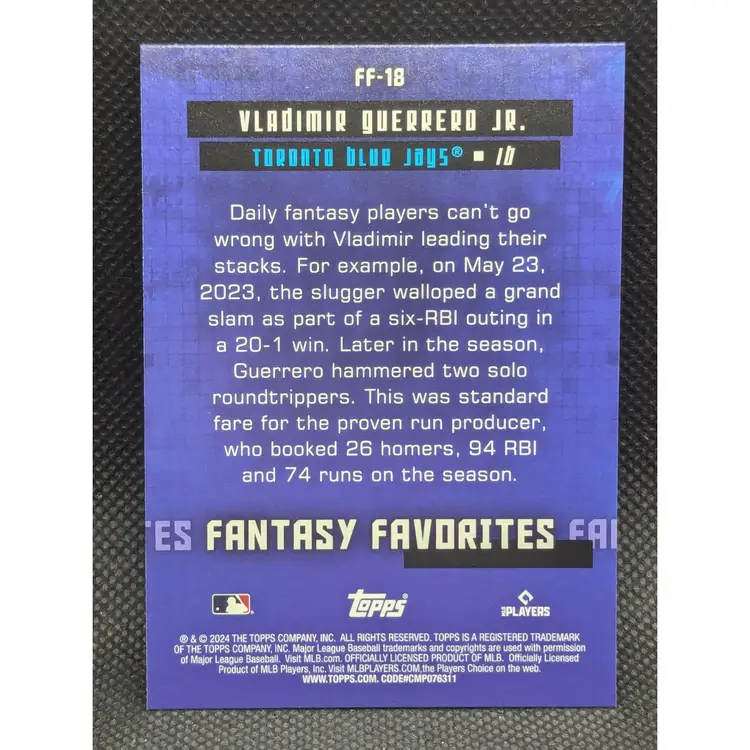 FF-18
VLADIMIR GUERRERO JR.
TORONTO BLUE JAYS® ■ 1B
Daily fantasy players can't go
wrong with Vladimir leading their
stacks. For example, on May 23,
2023, the slugger walloped a grand
slam as part of a six-RBI outing in
a 20-1 win. Later in the season,
Guerrero hammered two solo
roundtrippers. This was standard
fare for the proven run producer,
who booked 26 homers, 94 RBI
and 74 runs on the season.
TES FANTASY FAVORITES FAN
Topps
MLB PLAYERS
® & © 2024 THE TOPPS COMPANY, INC. ALL RIGHTS RESERVED. TOPPS IS A REGISTERED TRADEMARK
OF THE TOPPS COMPANY, INC. Major League Baseball trademarks and copyrights are used with permission
of Major League Baseball. Visit MLB.com. OFFICIALLY LICENSED PRODUCT OF MLB. Officially Licensed
Product of MLB Players, Inc. Visit MLBPLAYERS.COM,the Players Choice on the web.
WWW.TOPPS.COM. CODE#CMP076311